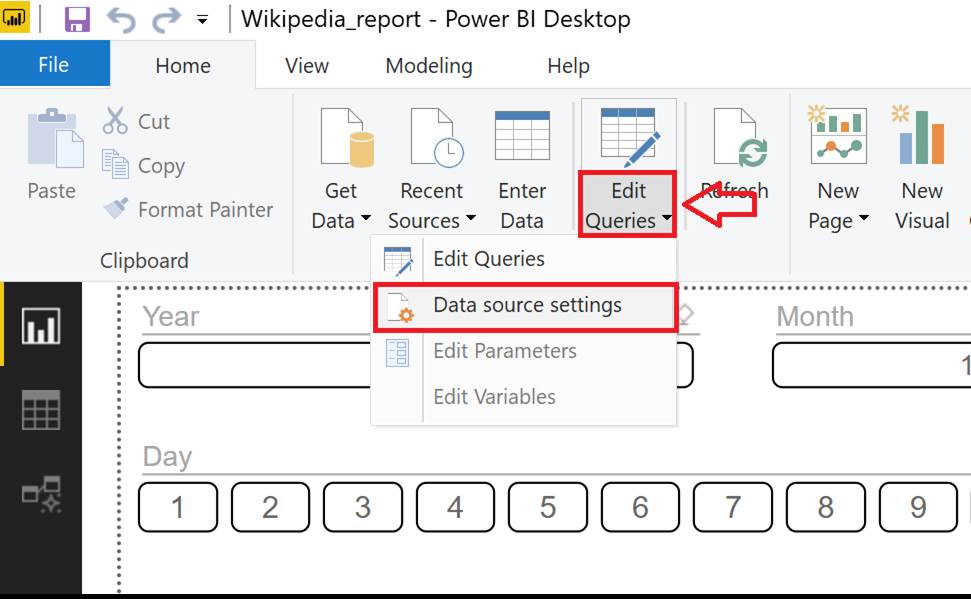 Wikipedia_report - Power BI Desktop
File Home View Modeling Help
Paste
Cut
Copy
Format Painter
Clipboard
Get Data
Recent Sources
Enter Data
Edit Queries
Refresh
New Page
New Visual
Edit Queries
Data source settings
Edit Parameters
Edit Variables
Year
Month
1
Day
1 2 3 4 5 6 7 8 9